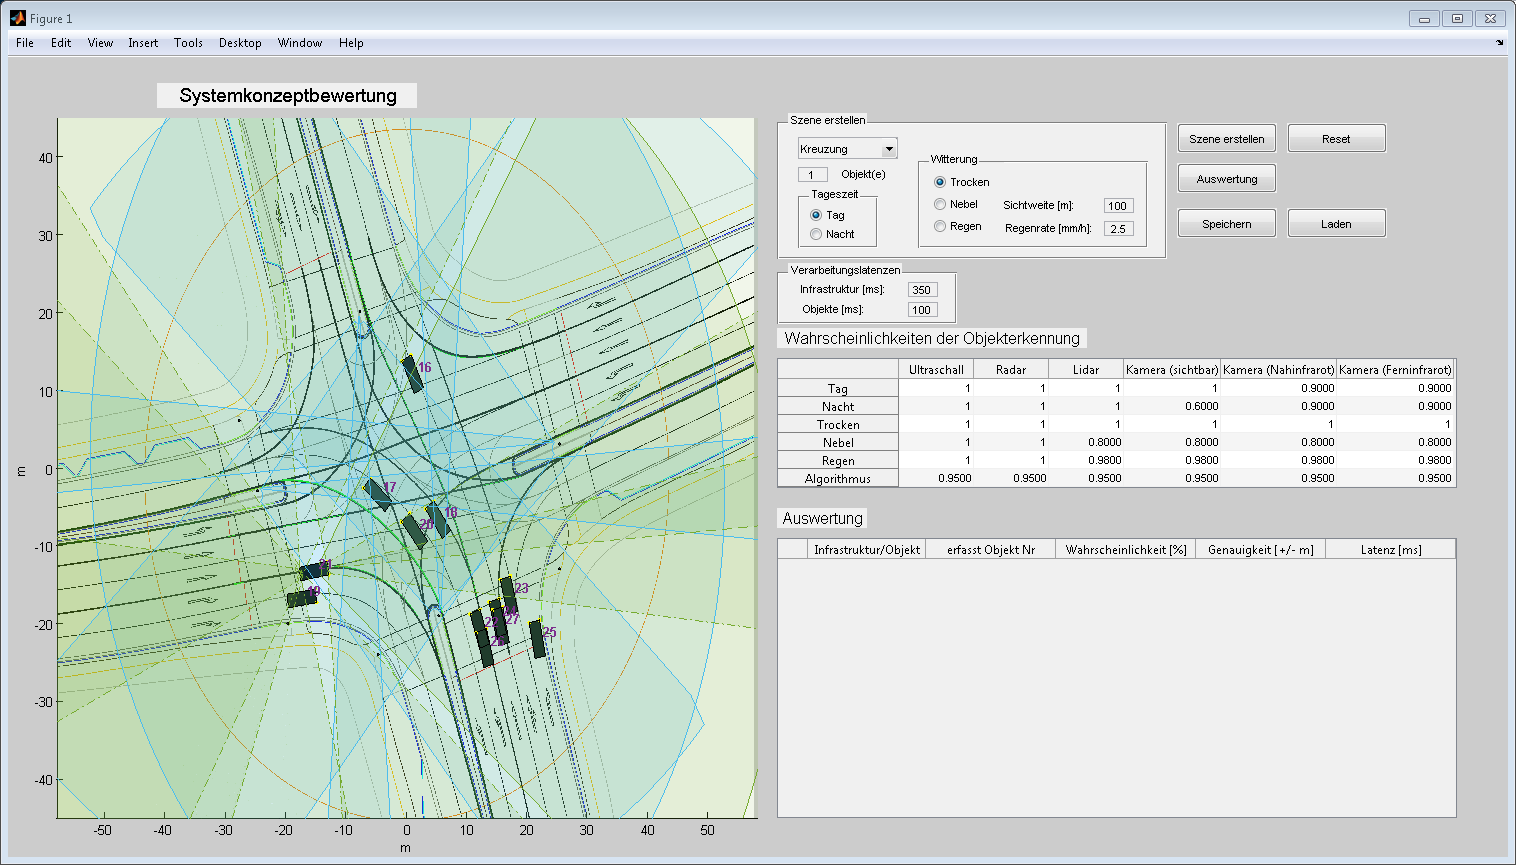 Figure 1
File Edit View Insert Tools Desktop Window Help
Systemkonzeptbewertung
40
30
20
10
0
-10
-20
-30
-40
m
-50 -40 -30 -20 -10 0 10 20 30 40 50
m
16
17
18
20
21
19
23
24
22
27
26
25
Szene erstellen
Kreuzung
1 Objekt(e)
Tageszeit
Tag
Nacht
Witterung
Trocken
Nebel Sichtweite [m]: 100
Regen Regenrate [mm/h]: 2.5
Szene erstellen Reset
Auswertung
Speichern Laden
Verarbeitungslatenzen
Infrastruktur [ms]: 350
Objekte [ms]: 100
Wahrscheinlichkeiten der Objekterkennung
Ultraschall Radar Lidar Kamera (sichtbar) Kamera (Nahinfrarot) Kamera (Ferninfrarot)
Tag 1 1 1 1 0.9000 0.9000
Nacht 1 1 1 0.6000 0.9000 0.9000
Trocken 1 1 1 1 1 1
Nebel 1 1 0.8000 0.8000 0.8000 0.8000
Regen 1 1 0.9800 0.9800 0.9800 0.9800
Algorithmus 0.9500 0.9500 0.9500 0.9500 0.9500 0.9500
Auswertung
Infrastruktur/Objekt erfasst Objekt Nr Wahrscheinlichkeit [%] Genauigkeit [ +/- m] Latenz [ms]